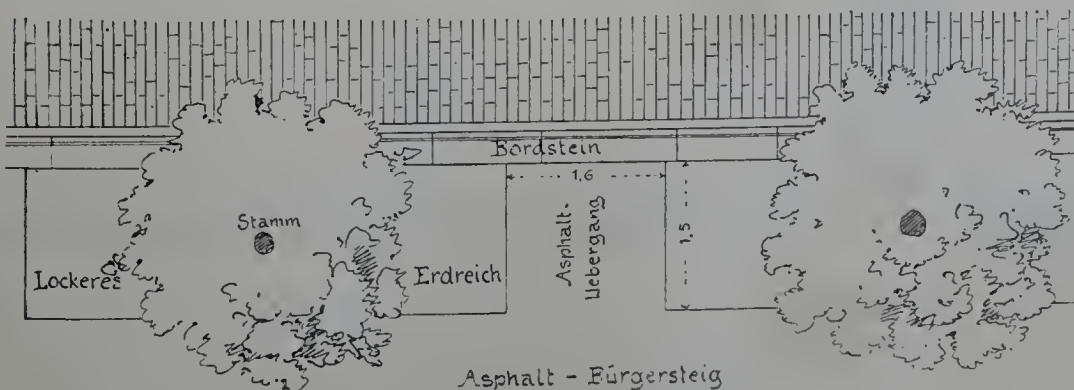 Bordstein
1,6
Stamm
1,5
Asphalt-
Uebergang
Lockeres Erdreich
Asphalt - Bürgersteig